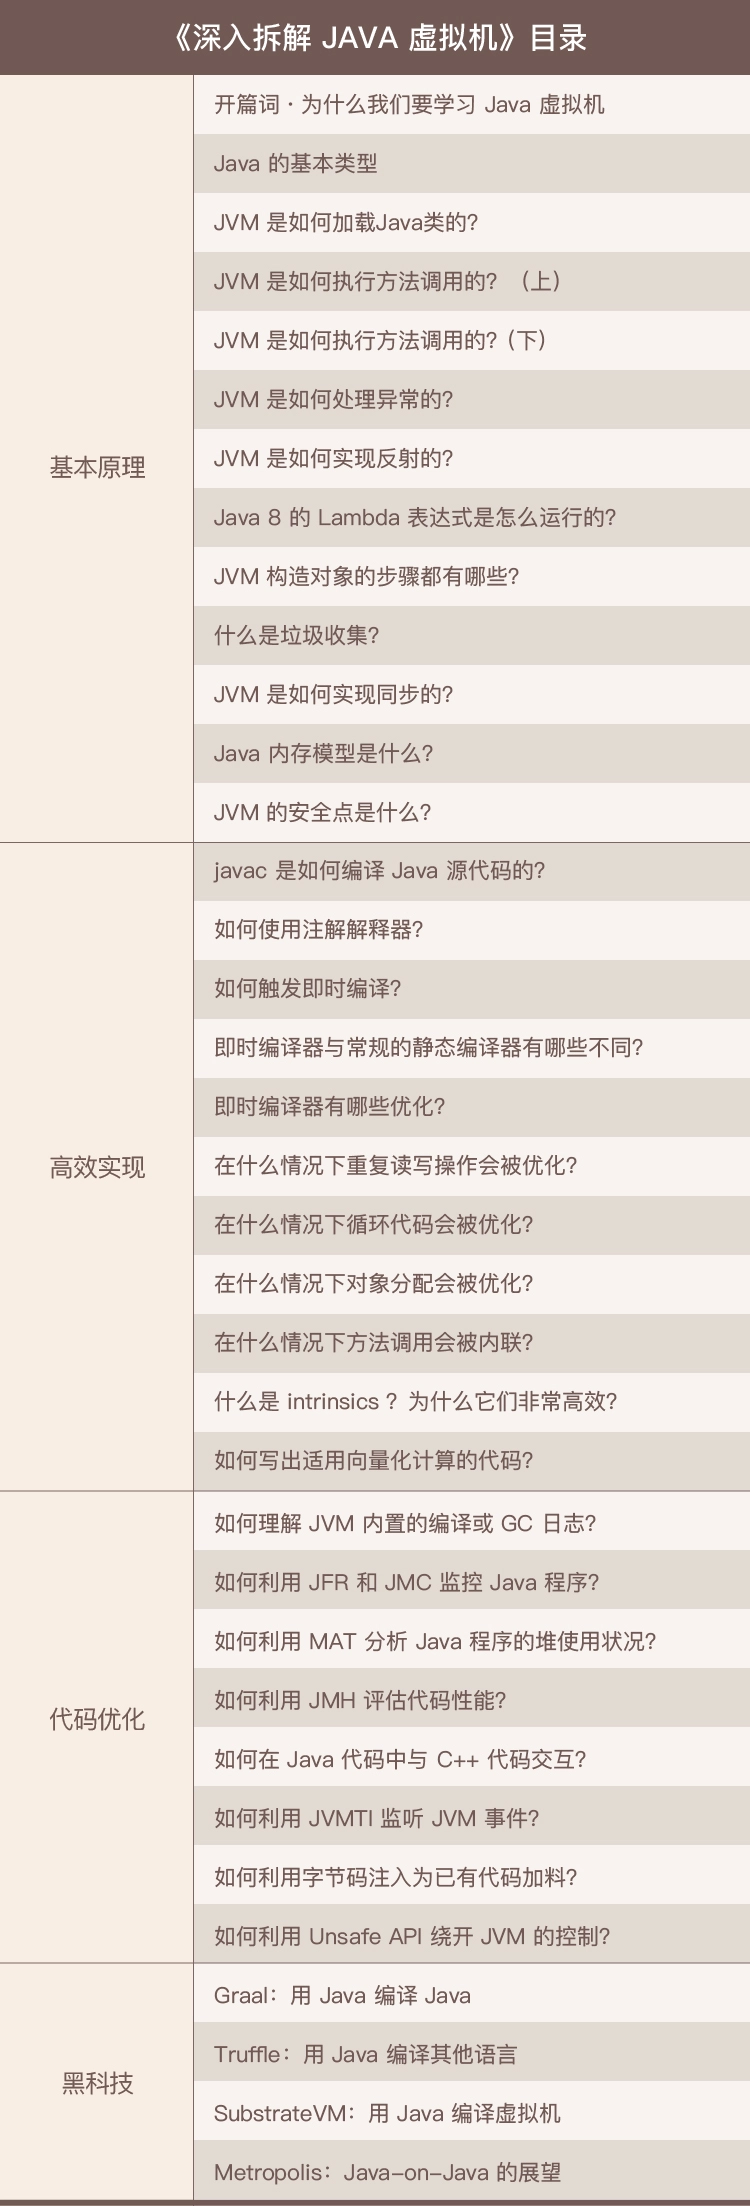 《深入拆解 JAVA 虚拟机》目录
基本原理
开篇词·为什么我们要学习 Java 虚拟机
Java 的基本类型
JVM 是如何加载Java类的?
JVM 是如何执行方法调用的? （上）
JVM 是如何执行方法调用的?（下）
JVM 是如何处理异常的?
JVM 是如何实现反射的?
Java 8 的 Lambda 表达式是怎么运行的?
JVM 构造对象的步骤都有哪些?
什么是垃圾收集?
JVM 是如何实现同步的?
Java 内存模型是什么?
JVM 的安全点是什么?
高效实现
javac 是如何编译 Java 源代码的?
如何使用注解解释器?
如何触发即时编译?
即时编译器与常规的静态编译器有哪些不同?
即时编译器有哪些优化?
在什么情况下重复读写操作会被优化?
在什么情况下循环代码会被优化?
在什么情况下对象分配会被优化?
在什么情况下方法调用会被内联?
什么是 intrinsics ？为什么它们非常高效?
如何写出适用向量化计算的代码?
代码优化
如何理解 JVM 内置的编译或 GC 日志?
如何利用 JFR 和 JMC 监控 Java 程序?
如何利用 MAT 分析 Java 程序的堆使用状况?
如何利用 JMH 评估代码性能?
如何在 Java 代码中与 C++ 代码交互?
如何利用 JVMTI 监听 JVM 事件?
如何利用字节码注入为已有代码加料?
如何利用 Unsafe API 绕开 JVM 的控制?
黑科技
Graal：用 Java 编译 Java
Truffle：用 Java 编译其他语言
SubstrateVM：用 Java 编译虚拟机
Metropolis：Java-on-Java 的展望